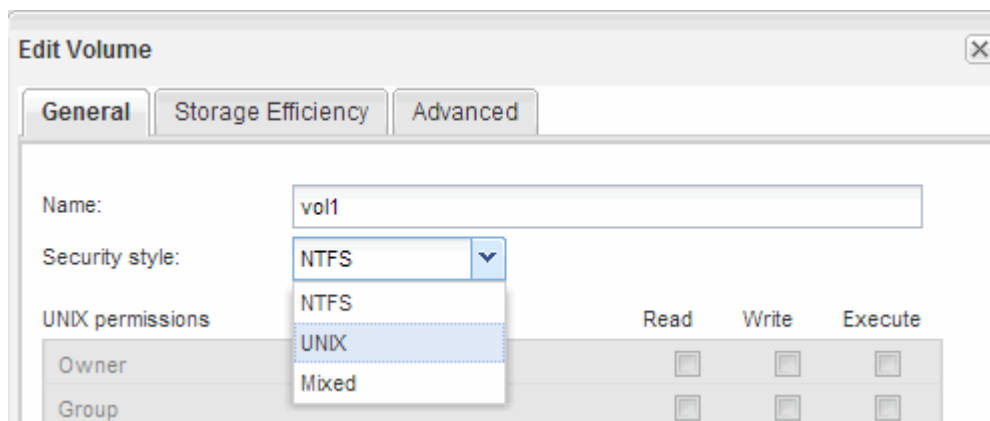 Edit Volume
General Storage Efficiency Advanced
Name: vol1
Security style: NTFS
NTFS
UNIX permissions Read Write Execute
UNIX
Owner
Mixed
Group